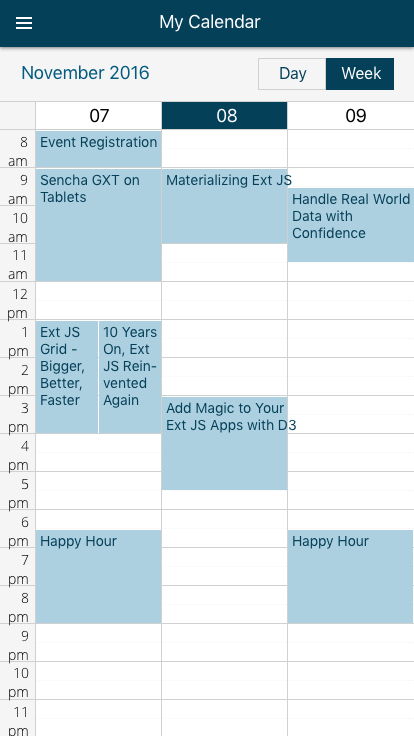 My Calendar
November 2016
Day
Week
07
08
09
8
am
9
am
10
am
11
am
12
pm
1
pm
2
pm
3
pm
4
pm
5
pm
6
pm
7
pm
8
pm
9
pm
10
pm
11
pm
Event Registration
Sencha GXT on
Tablets
Ext JS
Grid -
Bigger,
Better,
Faster
10 Years
On, Ext
JS Rein-
vented
Again
Happy Hour
Materializing Ext JS
Add Magic to Your
Ext JS Apps with D3
Handle Real World
Data with
Confidence
Happy Hour